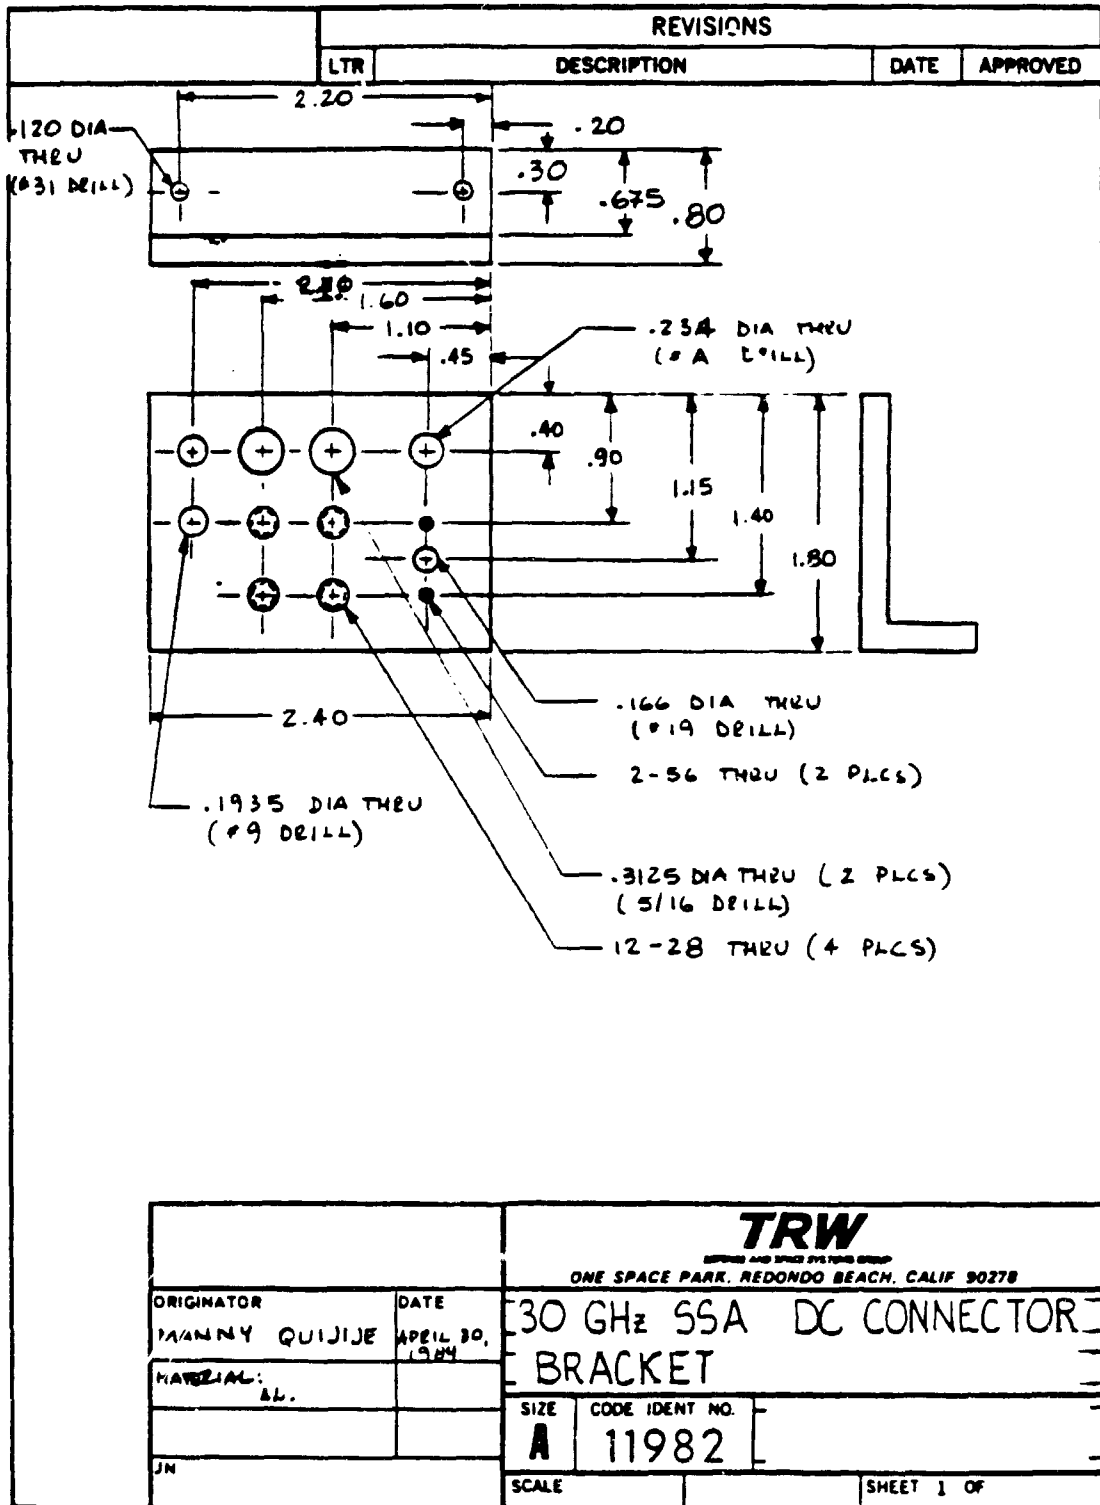 REVISIONS
LTR DESCRIPTION DATE APPROVED
2.20
.120 DIA
THRU
(#31 DRILL)
.20
.30
.675
.80
1.60
1.10
.45
.234 DIA THRU
(# A DRILL)
.40
.90
1.15
1.40
1.80
2.40
.166 DIA THRU
(#19 DRILL)
2-56 THRU (2 PLCS)
.1935 DIA THRU
(#9 DRILL)
.3125 DIA THRU (2 PLCS)
(5/16 DRILL)
12-28 THRU (4 PLCS)
TRW
ONE SPACE PARK, REDONDO BEACH, CALIF 90278
ORIGINATOR DATE
MANNY QUIJIJE APRIL 30,
1984
30 GHz SSA DC CONNECTOR
BRACKET
MATERIAL:
AL.
SIZE CODE IDENT NO.
A 11982
JN
SCALE SHEET 1 OF